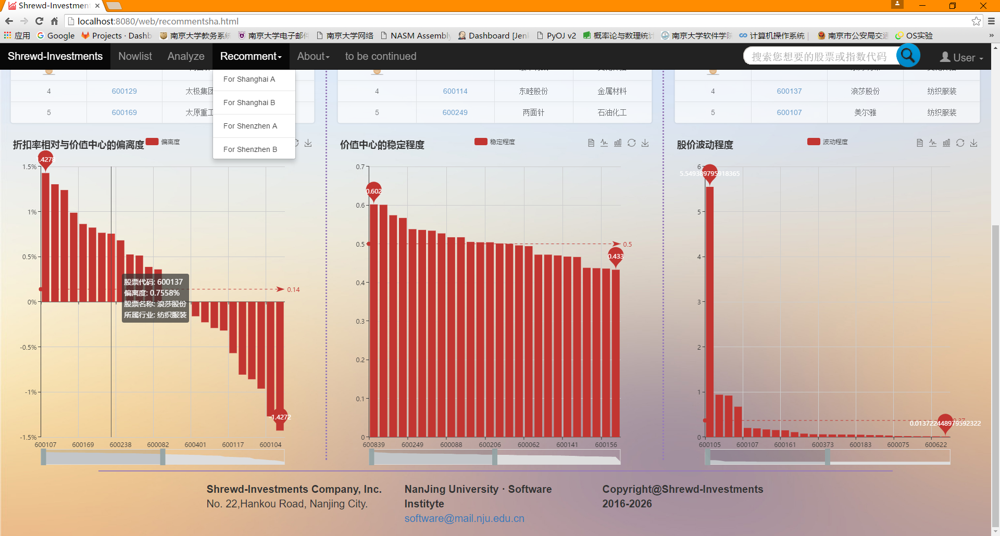 Shrewd-Investment
localhost:8080/web/recommentsha.html
应用 Google Projects · Dashb 南京大学教务系统 南京大学电子邮件 南京大学网络 NASM Assembly Dashboard [Jen PyOJ v2 概率论与数理统计 南京大学软件学院 计算机操作系统 | 南京市公安局交通 OS实验 »
Shrewd-Investments Nowlist Analyze Recomment About to be continued 搜索您想要的股票或指数代码 User
For Shanghai A
For Shanghai B
For Shenzhen A
For Shenzhen B
4 600129 太极集团
5 600169 太原重工
4 600114 东睦股份 金属材料
5 600249 两面针 石油化工
4 600137 浪莎股份 纺织服装
5 600107 美尔雅 纺织服装
折扣率相对与价值中心的偏离度 偏离度
1.4278
1.5%
1%
0.5%
0%
-0.5%
-1%
-1.5%
0.14
股票代码: 600137
偏离度: 0.7558%
股票名称: 浪莎股份
所属行业: 纺织服装
-1.4272
600107 600169 600238 600082 600401 600117 600104
价值中心的稳定程度 稳定程度
0.7
0.6
0.5
0.4
0.3
0.2
0.1
0
0.602
0.5
0.433
600839 600249 600088 600206 600062 600141 600156
股价波动程度 波动程度
6
5
4
3
2
1
0
5.549389795918365
0.37
0.013722448979592322
600105 600107 600161 600373 600183 600075 600622
Shrewd-Investments Company, Inc.
No. 22,Hankou Road, Nanjing City.
NanJing University · Software
Instityte
software@mail.nju.edu.cn
Copyright@Shrewd-Investments
2016-2026